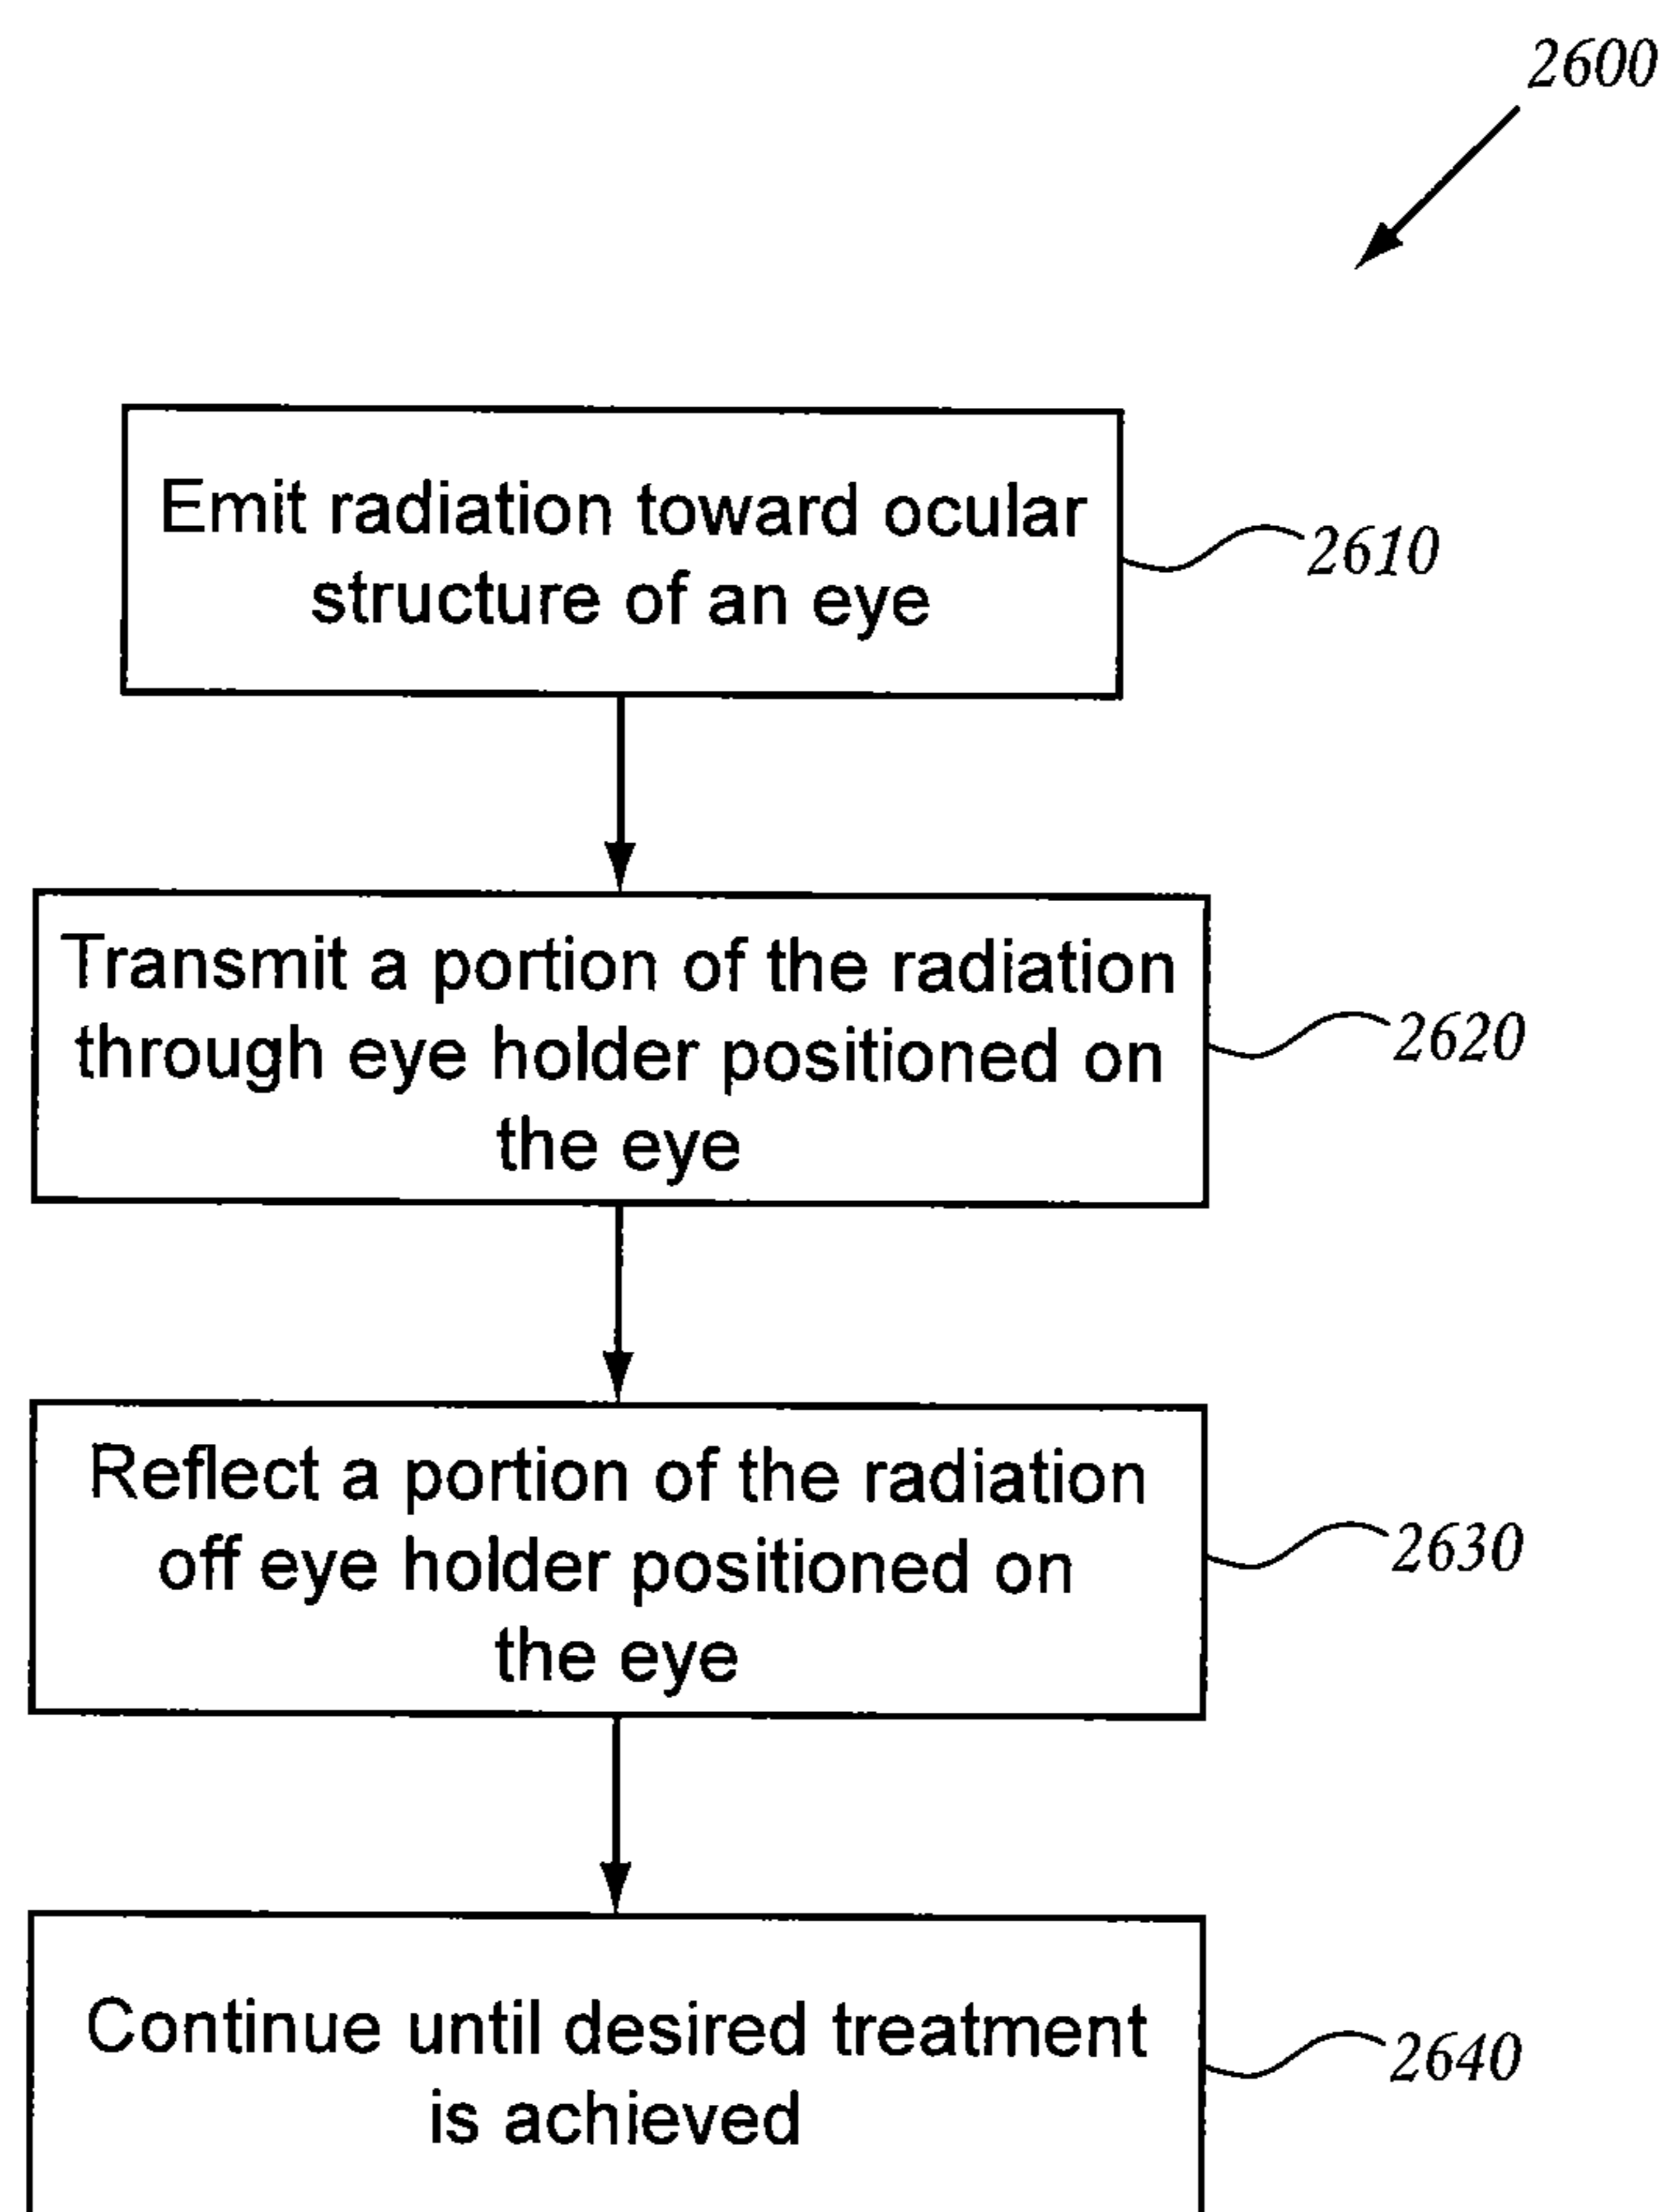 2600
Emit radiation toward ocular
structure of an eye
2610
Transmit a portion of the radiation
through eye holder positioned on
the eye
2620
Reflect a portion of the radiation
off eye holder positioned on
the eye
2630
Continue until desired treatment
is achieved
2640